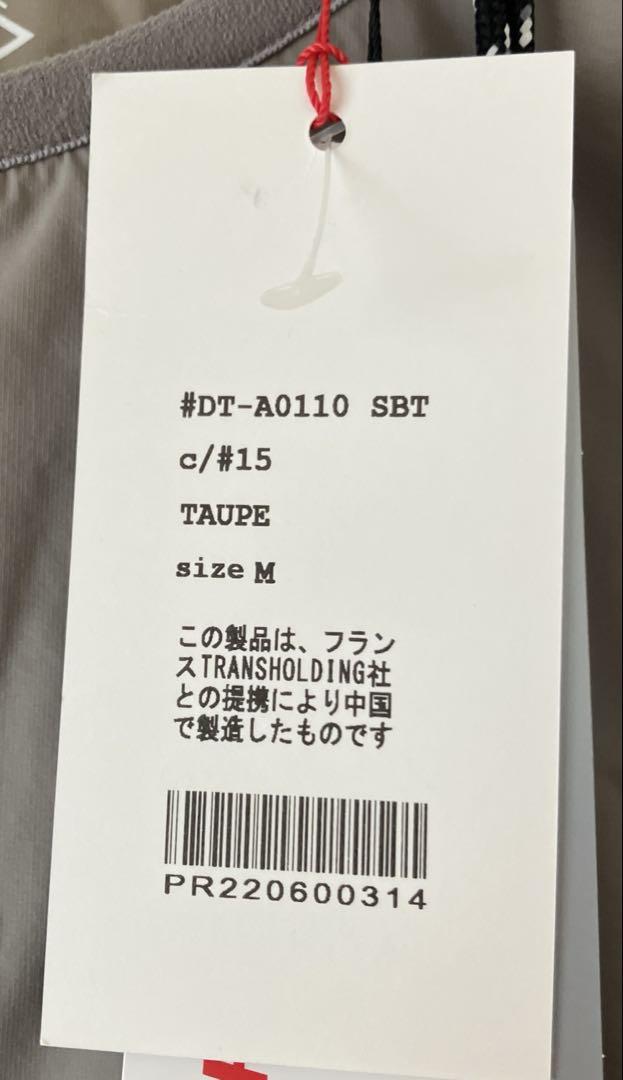 #DT-A0110 SBT
c/#15
TAUPE
size M
この製品は、フラン
スTRANSHOLDING社
との提携により中国
で製造したものです
PR220600314